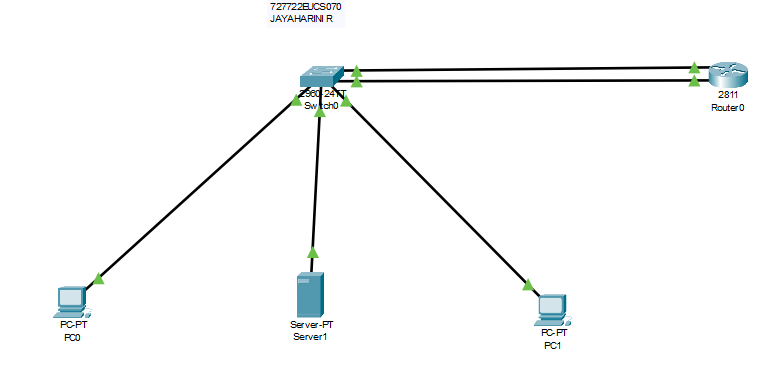 727722EUCS070
JAYAHARINI R
2960-24TT
Switch0
2811
Router0
PC-PT
PC0
Server-PT
Server1
PC-PT
PC1